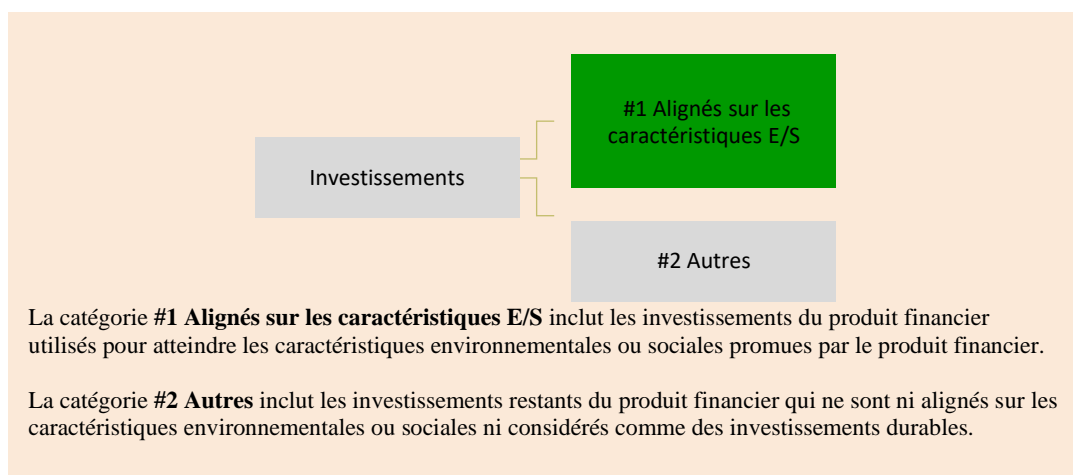 #1 Alignés sur les
caractéristiques E/S
Investissements
#2 Autres
La catégorie #1 Alignés sur les caractéristiques E/S inclut les investissements du produit financier
utilisés pour atteindre les caractéristiques environnementales ou sociales promues par le produit financier.
La catégorie #2 Autres inclut les investissements restants du produit financier qui ne sont ni alignés sur les
caractéristiques environnementales ou sociales ni considérés comme des investissements durables.